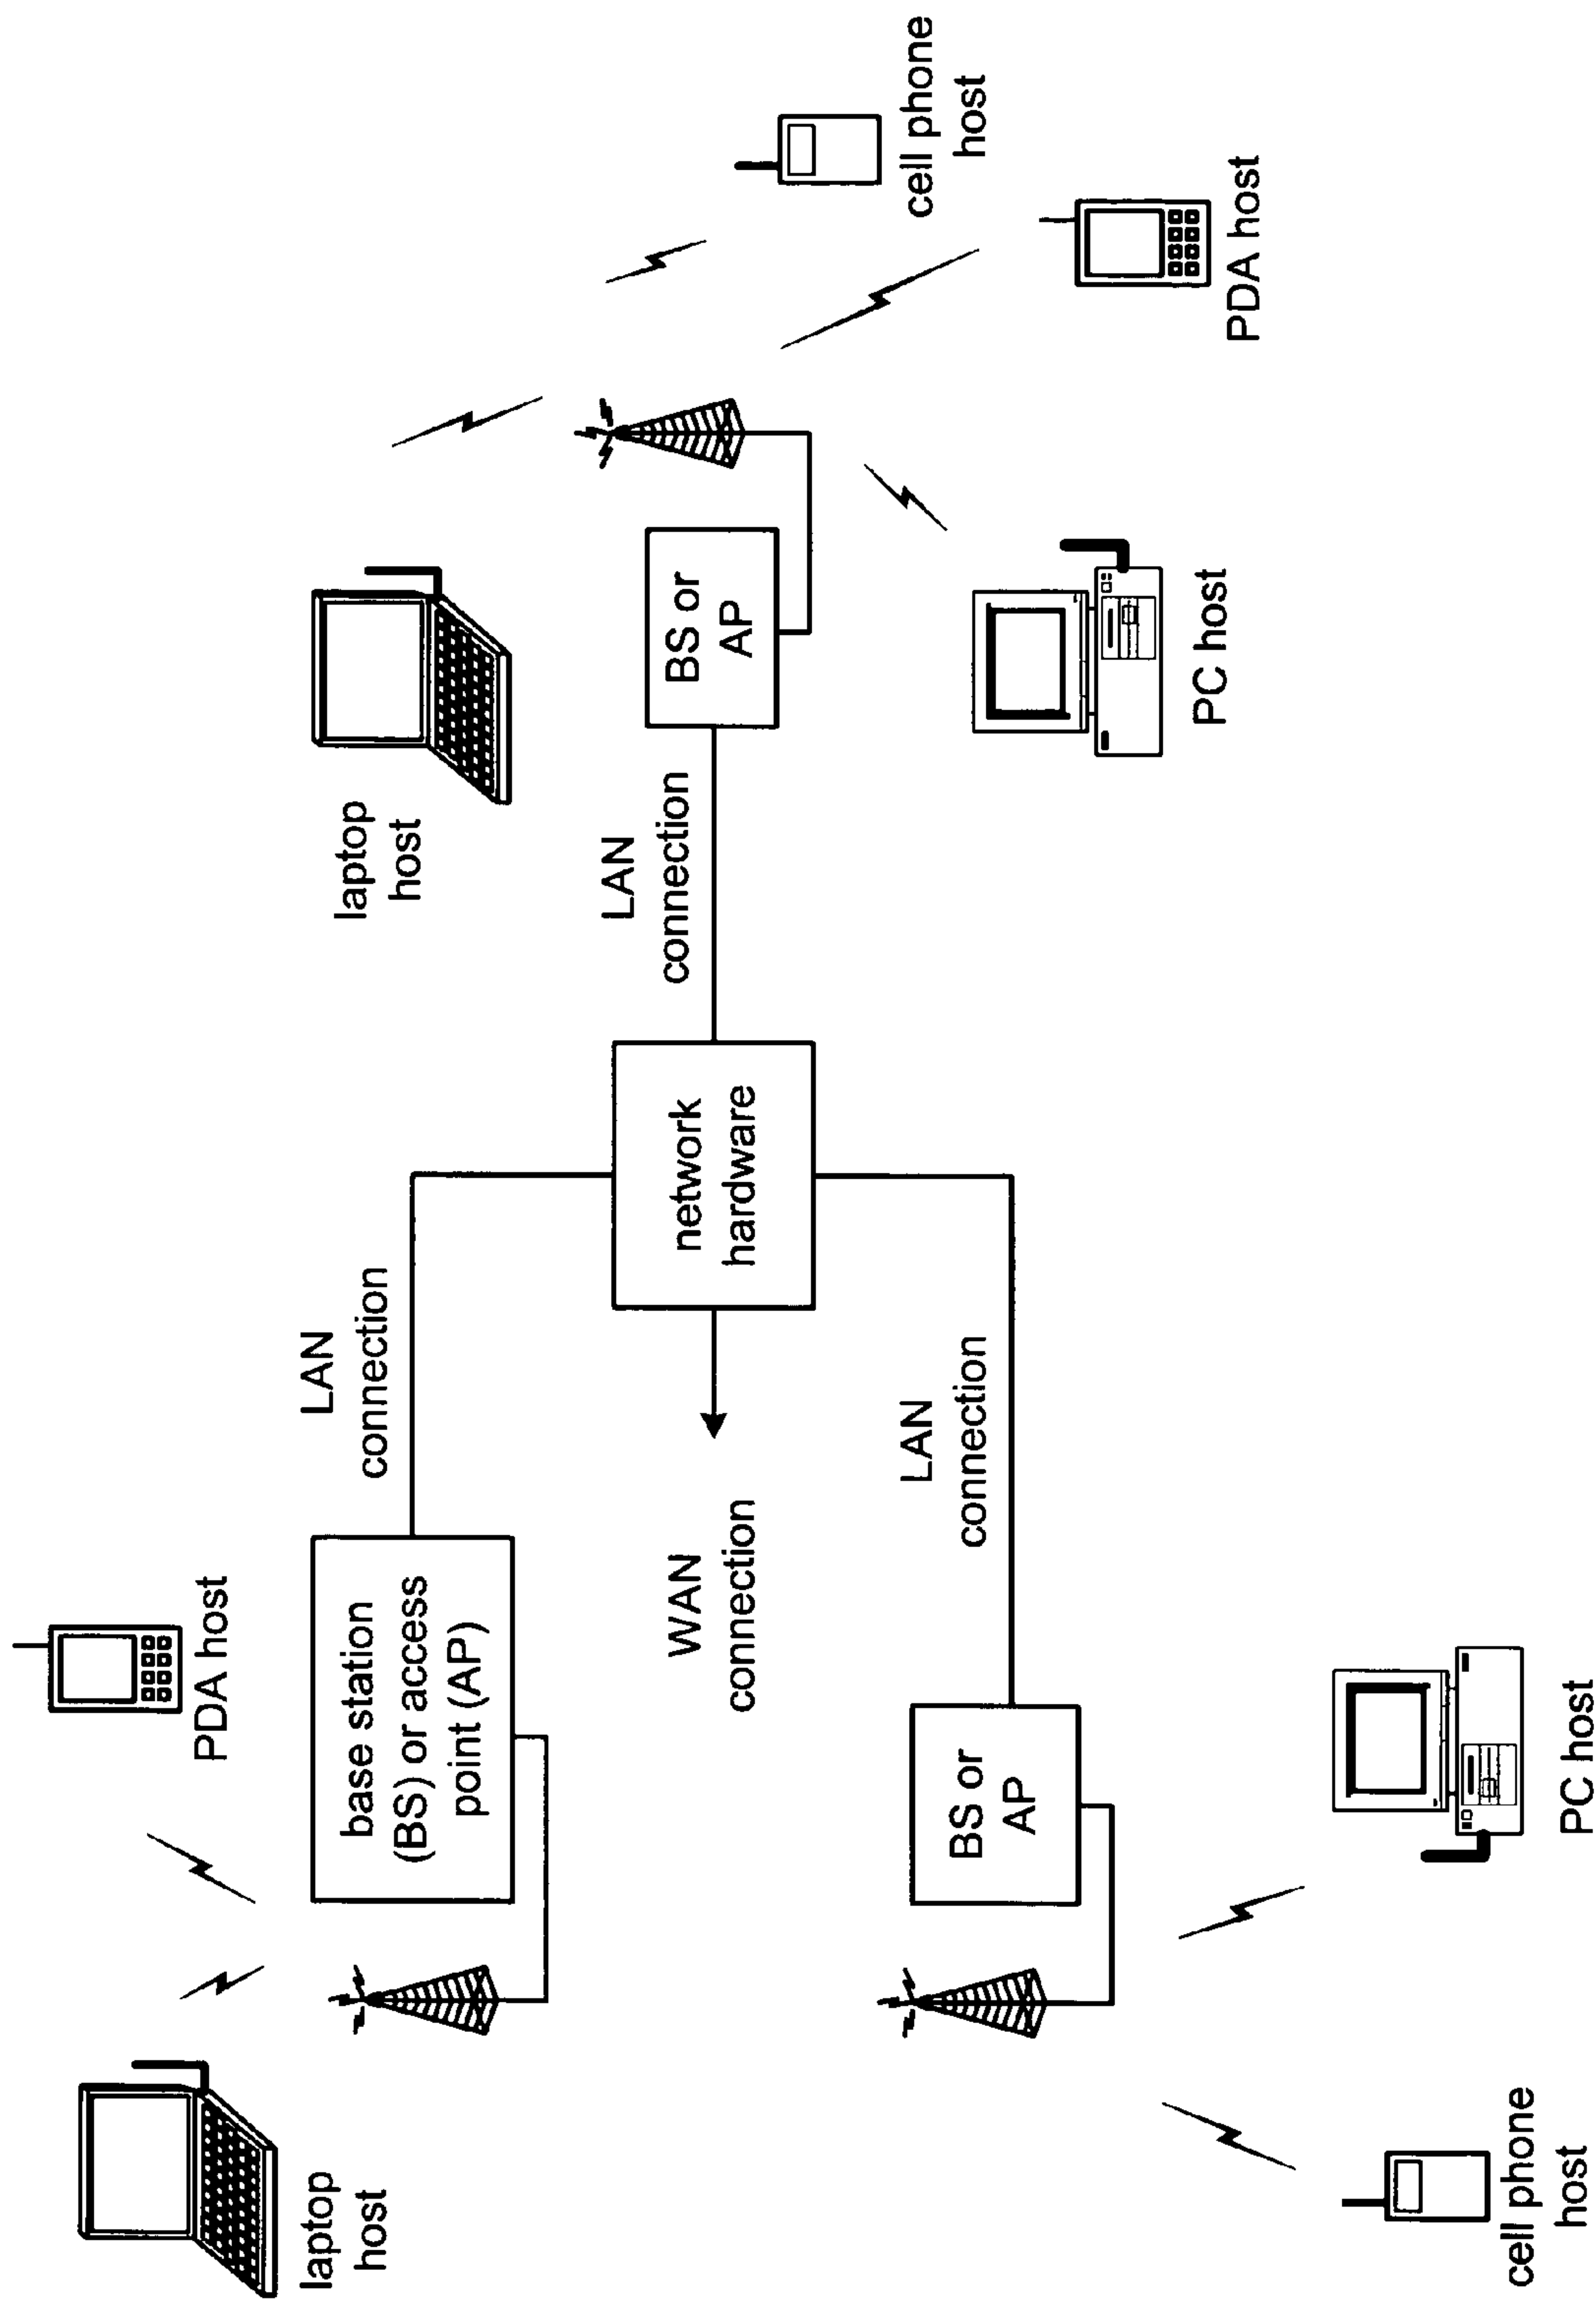 PDA host
laptop
host
base station
(BS) or access
point (AP)
LAN
connection
laptop
host
LAN
connection
BS or
AP
WAN
connection
network
hardware
cell phone
host
LAN
connection
BS or
AP
PC host
PDA host
cell phone
host
PC host